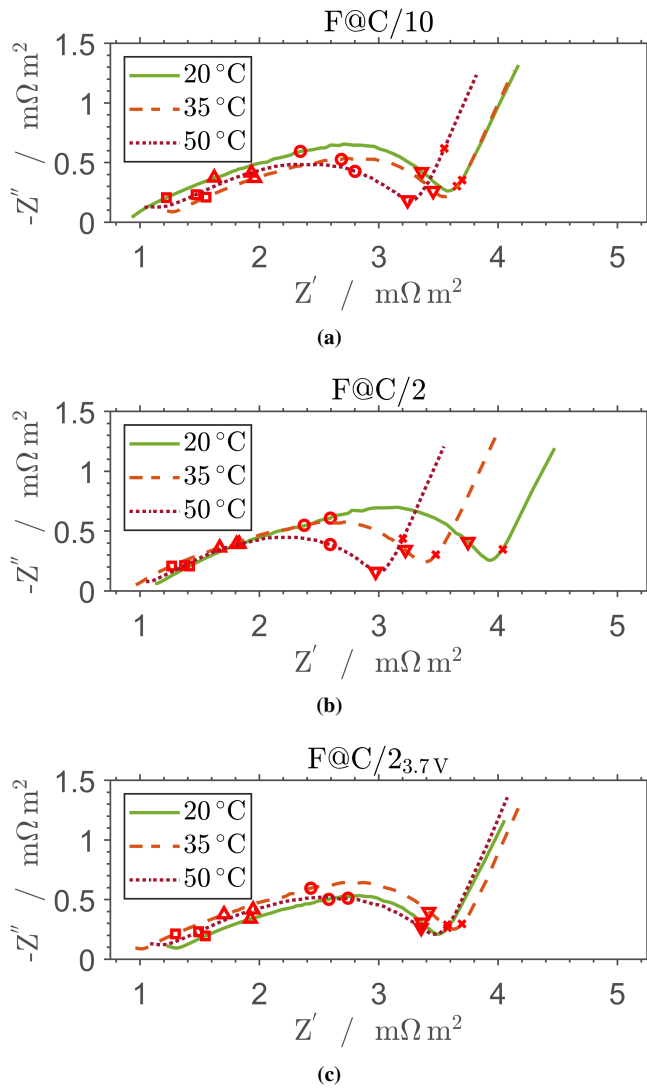 F@C/10
1.5
1
0.5
0
-Z'' / mΩ m²
20 °C
35 °C
50 °C
1 2 3 4 5
Z' / mΩ m²
(a)
F@C/2
1.5
1
0.5
0
-Z'' / mΩ m²
20 °C
35 °C
50 °C
1 2 3 4 5
Z' / mΩ m²
(b)
F@C/2₃.₇ V
1.5
1
0.5
0
-Z'' / mΩ m²
20 °C
35 °C
50 °C
1 2 3 4 5
Z' / mΩ m²
(c)